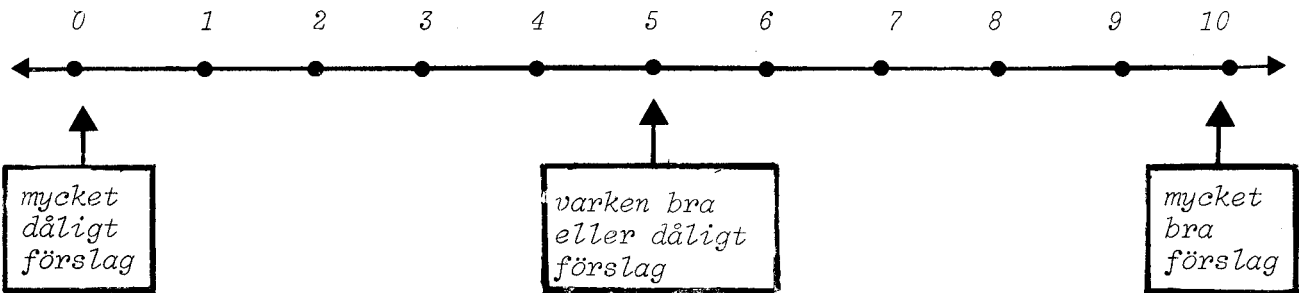 0 1 2 3 4 5 6 7 8 9 10
mycket
dåligt
förslag
varken bra
eller dåligt
förslag
mycket
bra
förslag